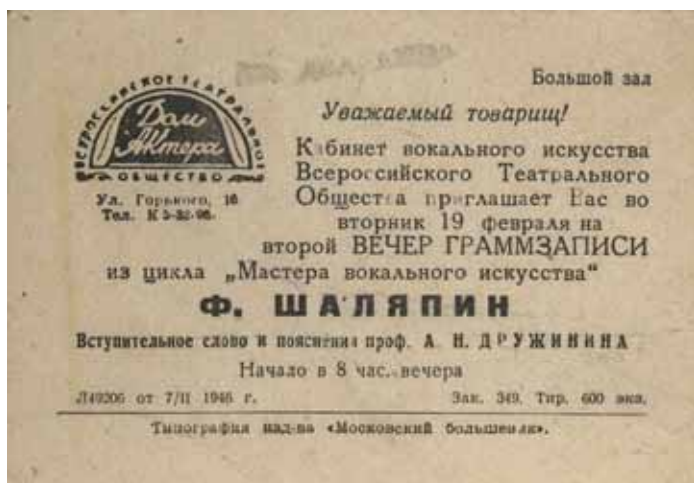 Большой зал
ВСЕРОССИЙСКОЕ ТЕАТРАЛЬНОЕ
Дом
Актера
ОБЩЕСТВО
Ул. Горького, 16
Тел. К 5-32-96.
Уважаемый товарищ!
Кабинет вокального искусства
Всероссийского Театрального
Общества приглашает Вас во
вторник 19 февраля на
второй ВЕЧЕР ГРАММЗАПИСИ
из цикла „Мастера вокального искусства“
Ф. ШАЛЯПИН
Вступительное слово и пояснения проф. А. Н. ДРУЖИНИНА
Начало в 8 час. вечера
Л49206 от 7/II 1946 г.
Зак. 349. Тир. 600 экз.
Типография изд-ва «Московский большевик».